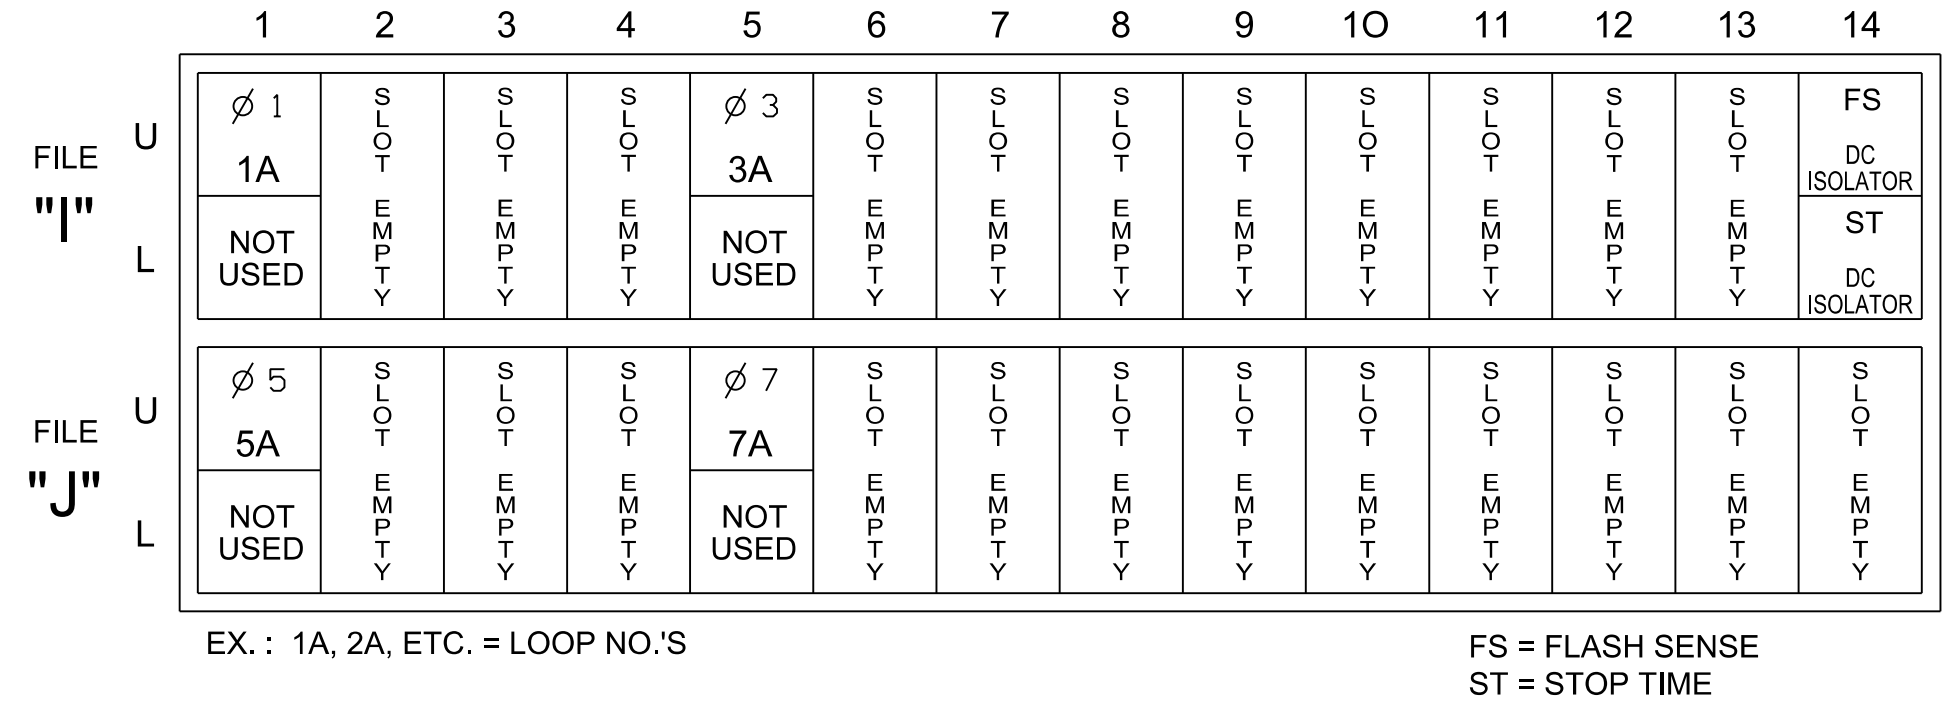 1 2 3 4 5 6 7 8 9 10 11 12 13 14
FILE "I"
U
L
Ø 1
1A
NOT USED
SLOT EMPTY
SLOT EMPTY
SLOT EMPTY
Ø 3
3A
NOT USED
SLOT EMPTY
SLOT EMPTY
SLOT EMPTY
SLOT EMPTY
SLOT EMPTY
SLOT EMPTY
SLOT EMPTY
SLOT EMPTY
FS
DC ISOLATOR
ST
DC ISOLATOR
FILE "J"
U
L
Ø 5
5A
NOT USED
SLOT EMPTY
SLOT EMPTY
SLOT EMPTY
Ø 7
7A
NOT USED
SLOT EMPTY
SLOT EMPTY
SLOT EMPTY
SLOT EMPTY
SLOT EMPTY
SLOT EMPTY
SLOT EMPTY
SLOT EMPTY
SLOT EMPTY
EX. : 1A, 2A, ETC. = LOOP NO.'S
FS = FLASH SENSE
ST = STOP TIME